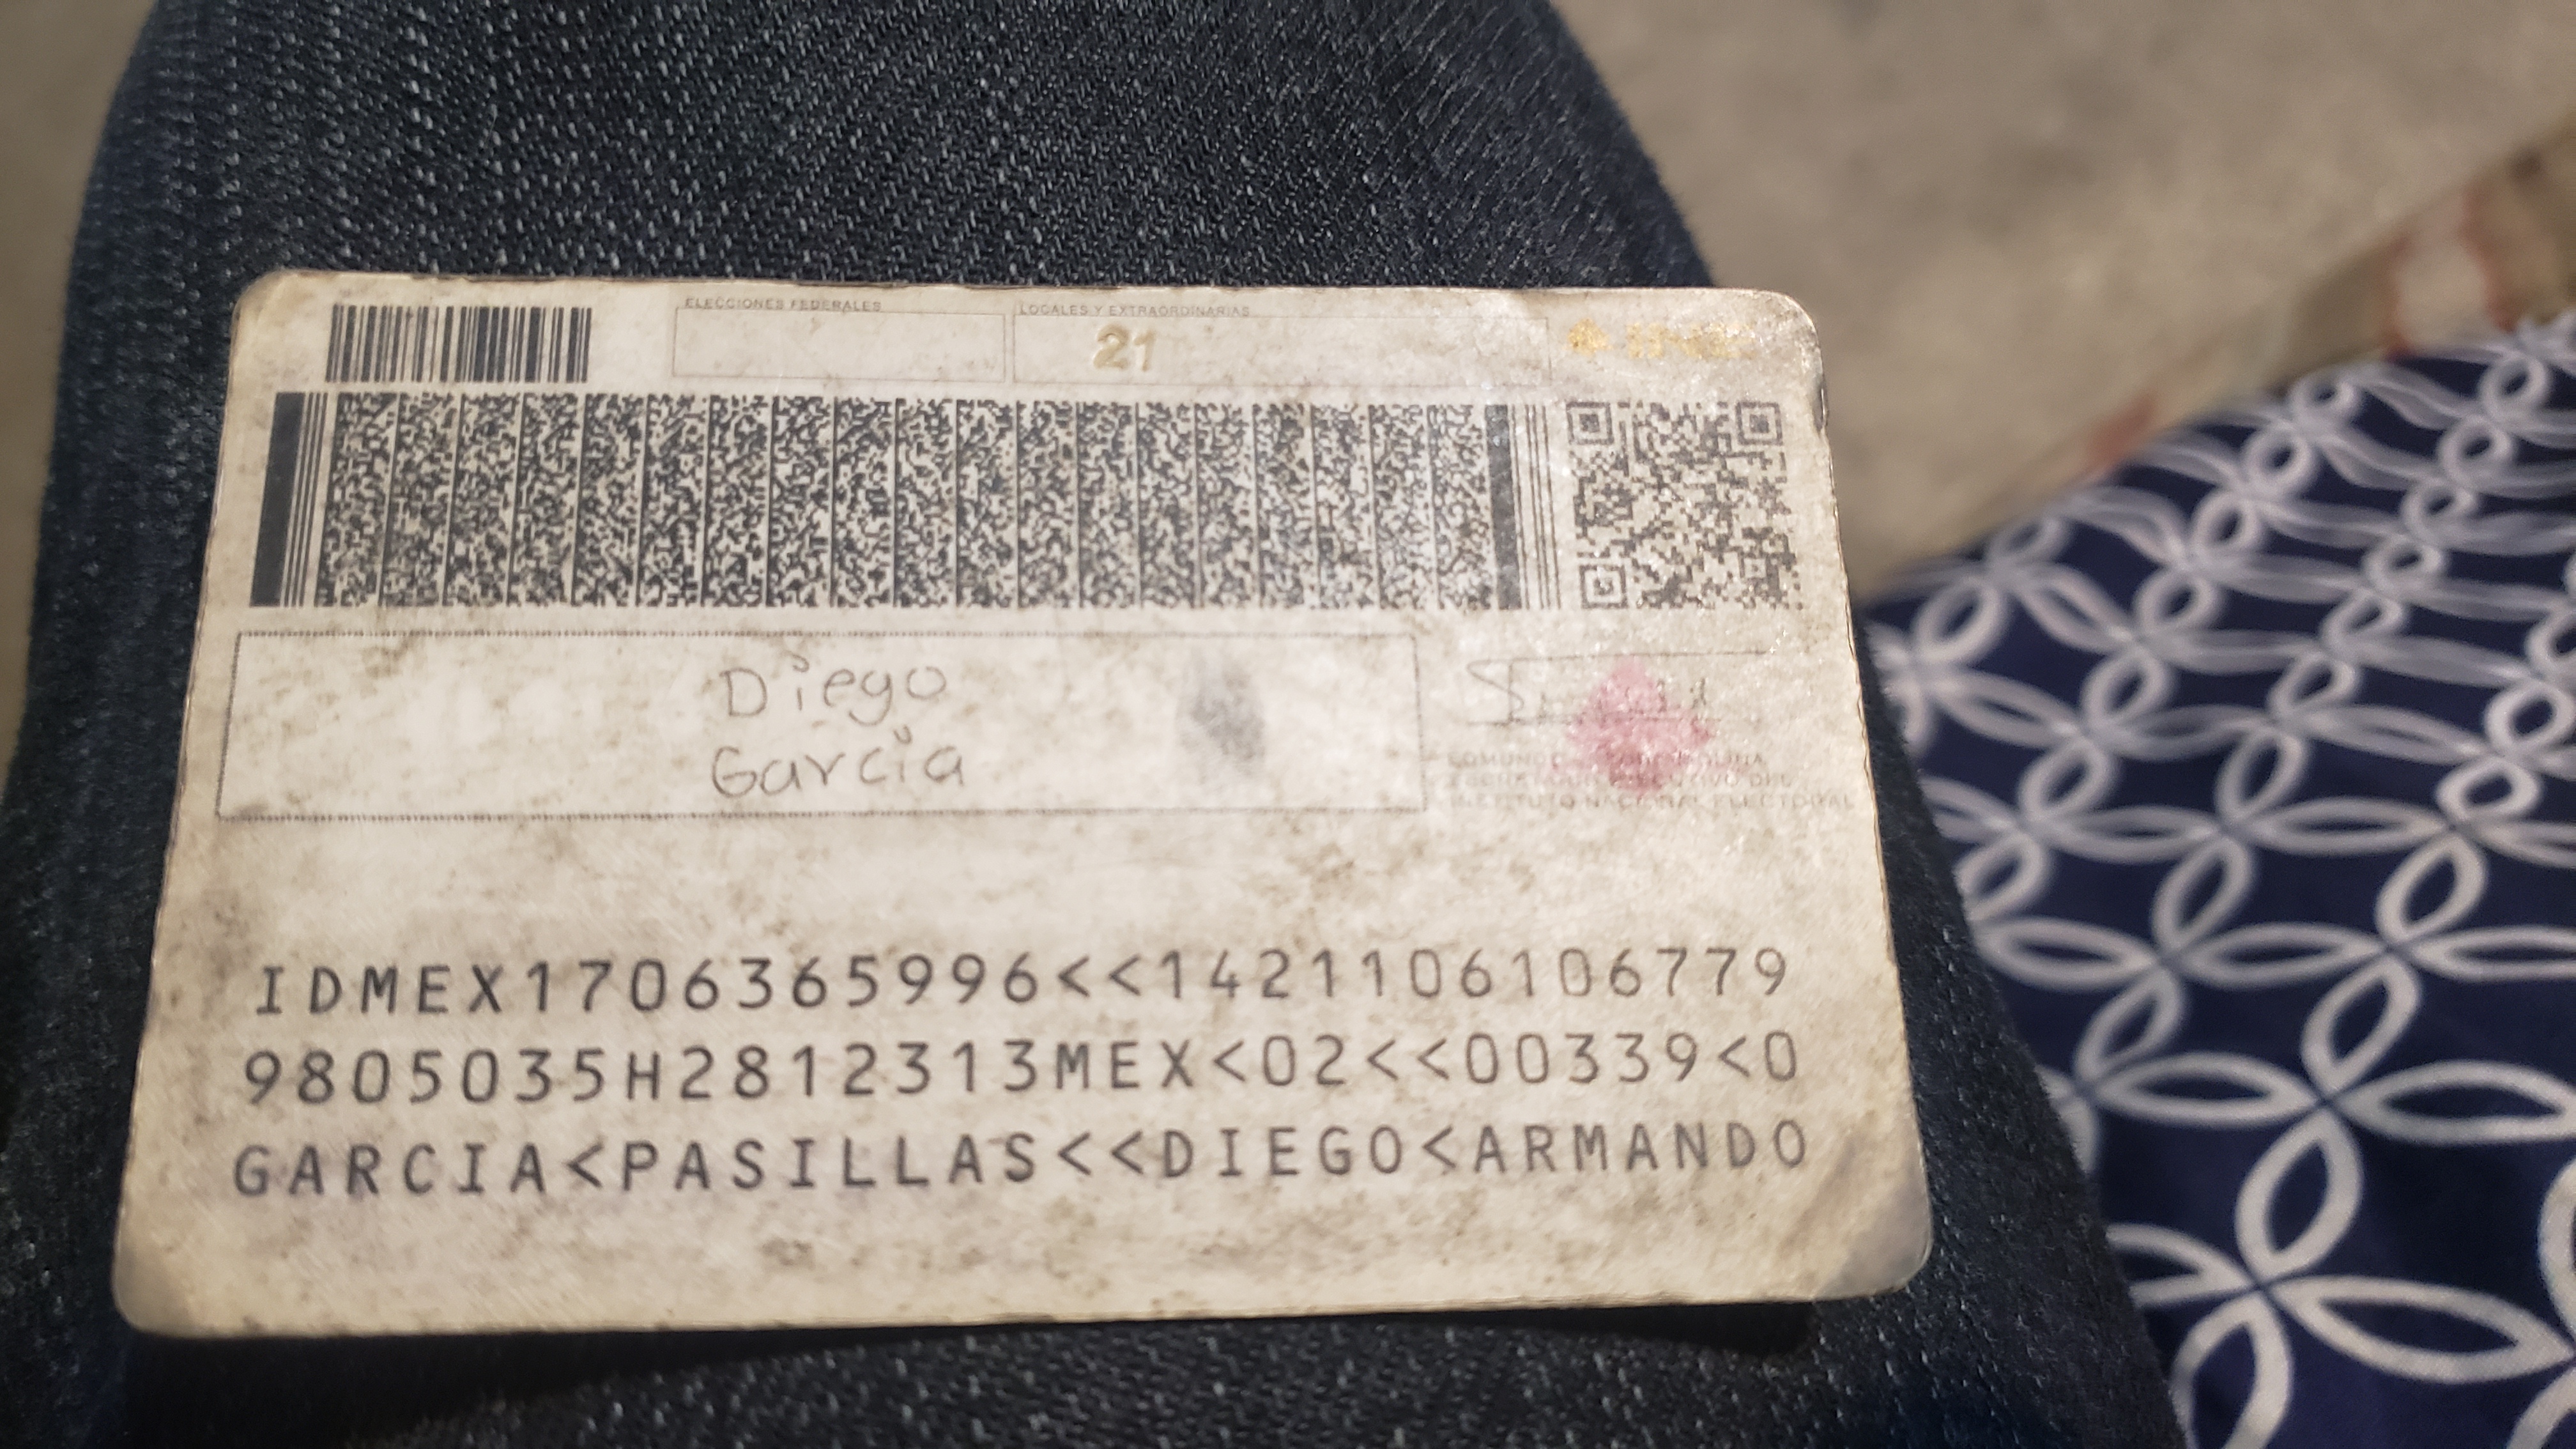 ELECCIONES FEDERALES
LOCALES Y EXTRAORDINARIAS
21
INE
Diego
Garcia
INSTITUTO NACIONAL ELECTORAL
IDMEX1706365996<<1421106106779
9805035H2812313MEX<02<<00339<0
GARCIA<PASILLAS<<DIEGO<ARMANDO